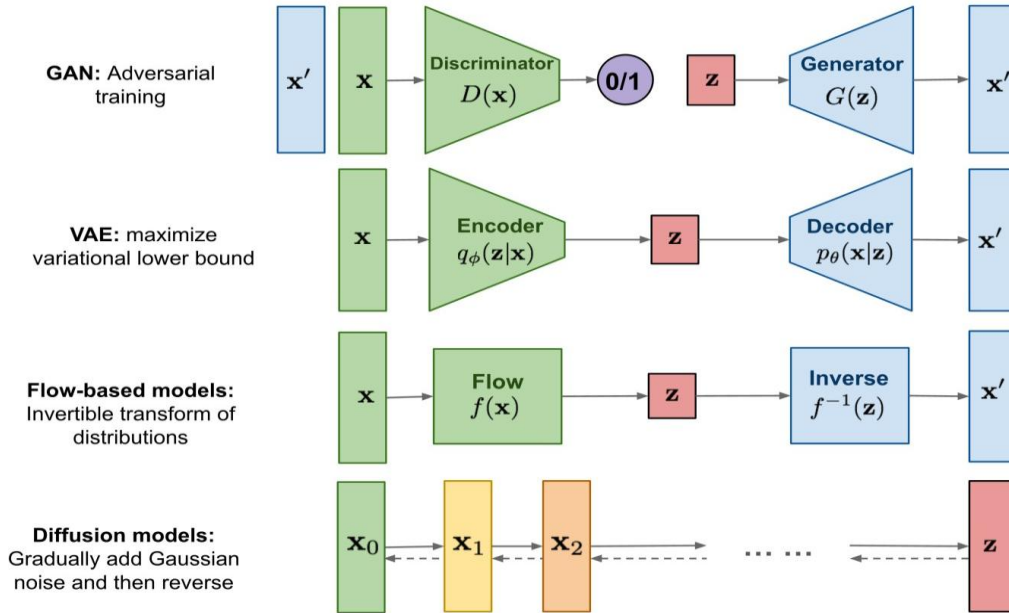 GAN: Adversarial
training
x′
x
Discriminator
D(x)
0/1
z
Generator
G(z)
x′
VAE: maximize
variational lower bound
x
Encoder
qϕ(z|x)
z
Decoder
pθ(x|z)
x′
Flow-based models:
Invertible transform of
distributions
x
Flow
f(x)
z
Inverse
f⁻¹(z)
x′
Diffusion models:
Gradually add Gaussian
noise and then reverse
x₀
x₁
x₂
... ...
z